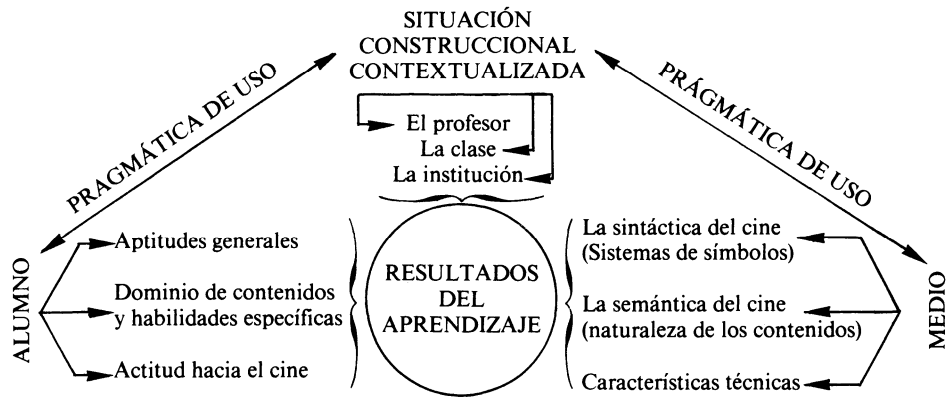 SITUACIÓN
CONSTRUCCIONAL
CONTEXTUALIZADA
PRAGMÁTICA DE USO
PRÁGMÁTICA DE USO
El profesor
La clase
La institución
ALUMNO
Aptitudes generales
Dominio de contenidos
y habilidades específicas
Actitud hacia el cine
RESULTADOS
DEL
APRENDIZAJE
La sintáctica del cine
(Sistemas de símbolos)
La semántica del cine
(naturaleza de los contenidos)
Características técnicas
MEDIO